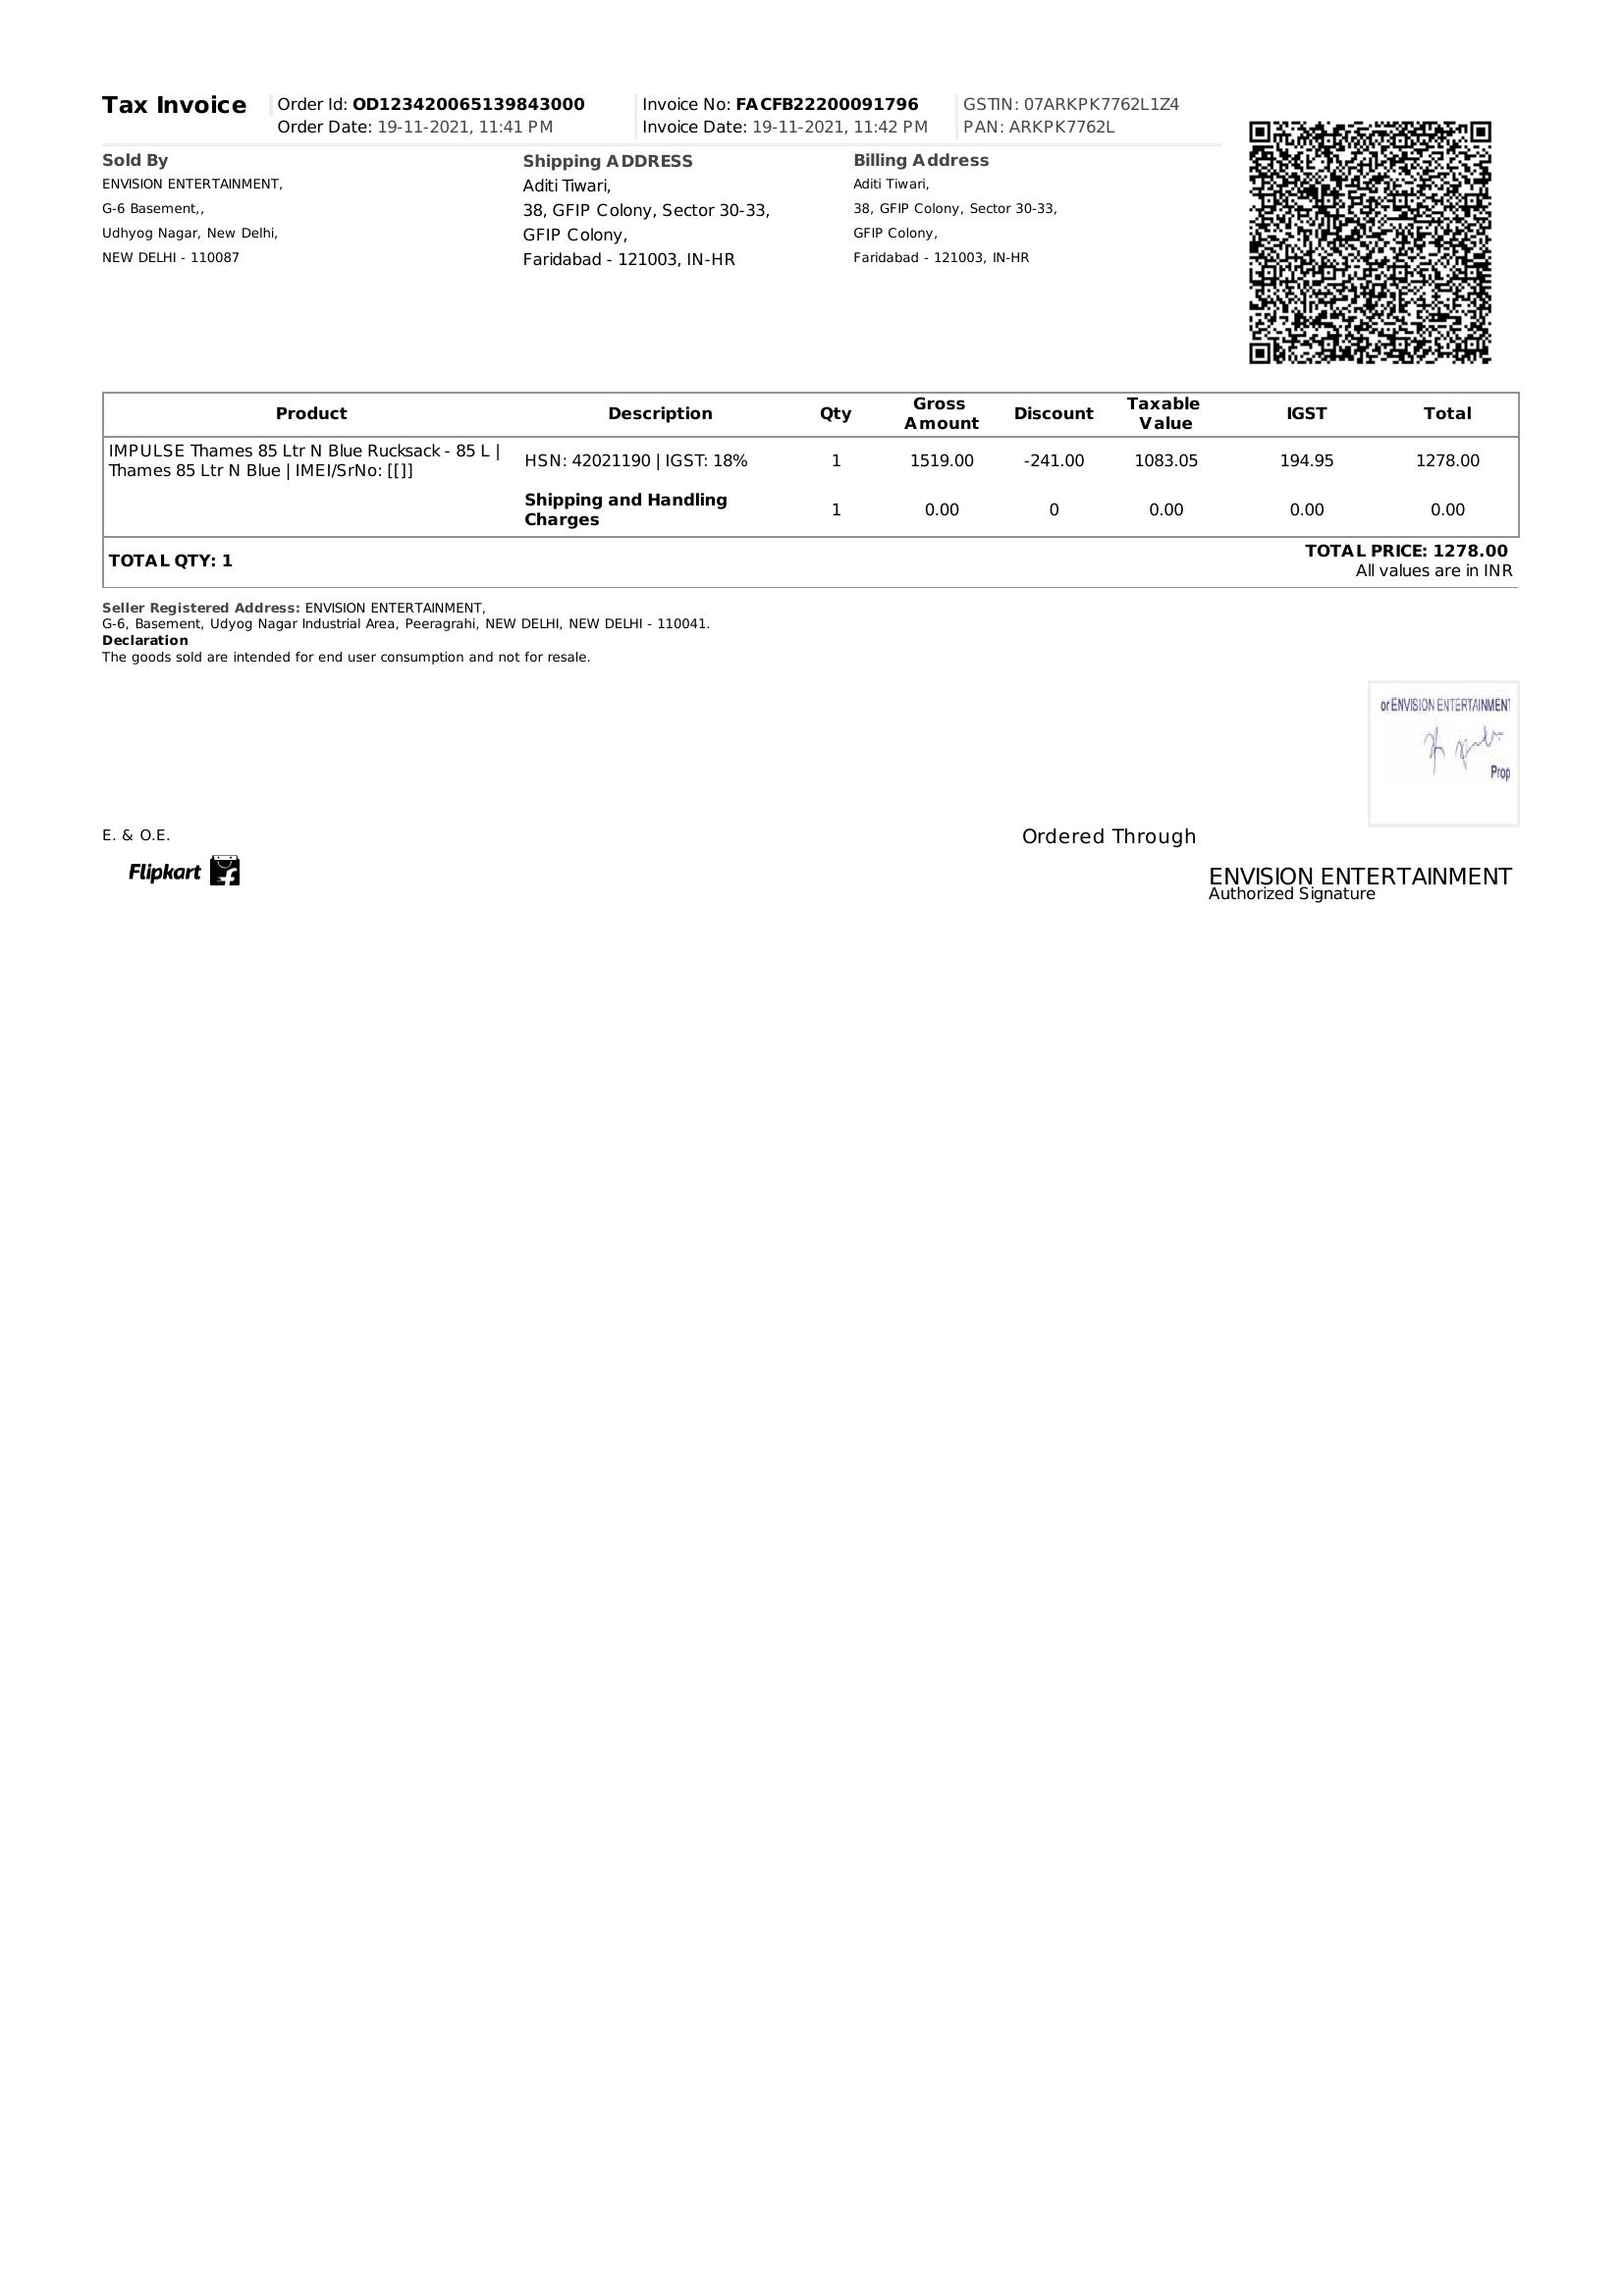 Tax Invoice
Order Id: OD123420065139843000
Order Date: 19-11-2021, 11:41 PM
Invoice No: FACFB22200091796
Invoice Date: 19-11-2021, 11:42 PM
GSTIN: 07ARKPK7762L1Z4
PAN: ARKPK7762L
Sold By
ENVISION ENTERTAINMENT,
G-6 Basement,,
Udhyog Nagar, New Delhi,
NEW DELHI - 110087
Shipping ADDRESS
Aditi Tiwari,
38, GFIP Colony, Sector 30-33,
GFIP Colony,
Faridabad - 121003, IN-HR
Billing Address
Aditi Tiwari,
38, GFIP Colony, Sector 30-33,
GFIP Colony,
Faridabad - 121003, IN-HR
Product Description Qty Gross Amount Discount Taxable Value IGST Total
IMPULSE Thames 85 Ltr N Blue Rucksack - 85 L |
Thames 85 Ltr N Blue | IMEI/SrNo: [[]]
HSN: 42021190 | IGST: 18% 1 1519.00 -241.00 1083.05 194.95 1278.00
Shipping and Handling
Charges
1 0.00 0 0.00 0.00 0.00
TOTAL QTY: 1
TOTAL PRICE: 1278.00
All values are in INR
Seller Registered Address: ENVISION ENTERTAINMENT,
G-6, Basement, Udyog Nagar Industrial Area, Peeragrahi, NEW DELHI, NEW DELHI - 110041.
Declaration
The goods sold are intended for end user consumption and not for resale.
or ENVISION ENTERTAINMENT
Prop
E. & O.E.
Ordered Through
Flipkart
ENVISION ENTERTAINMENT
Authorized Signature